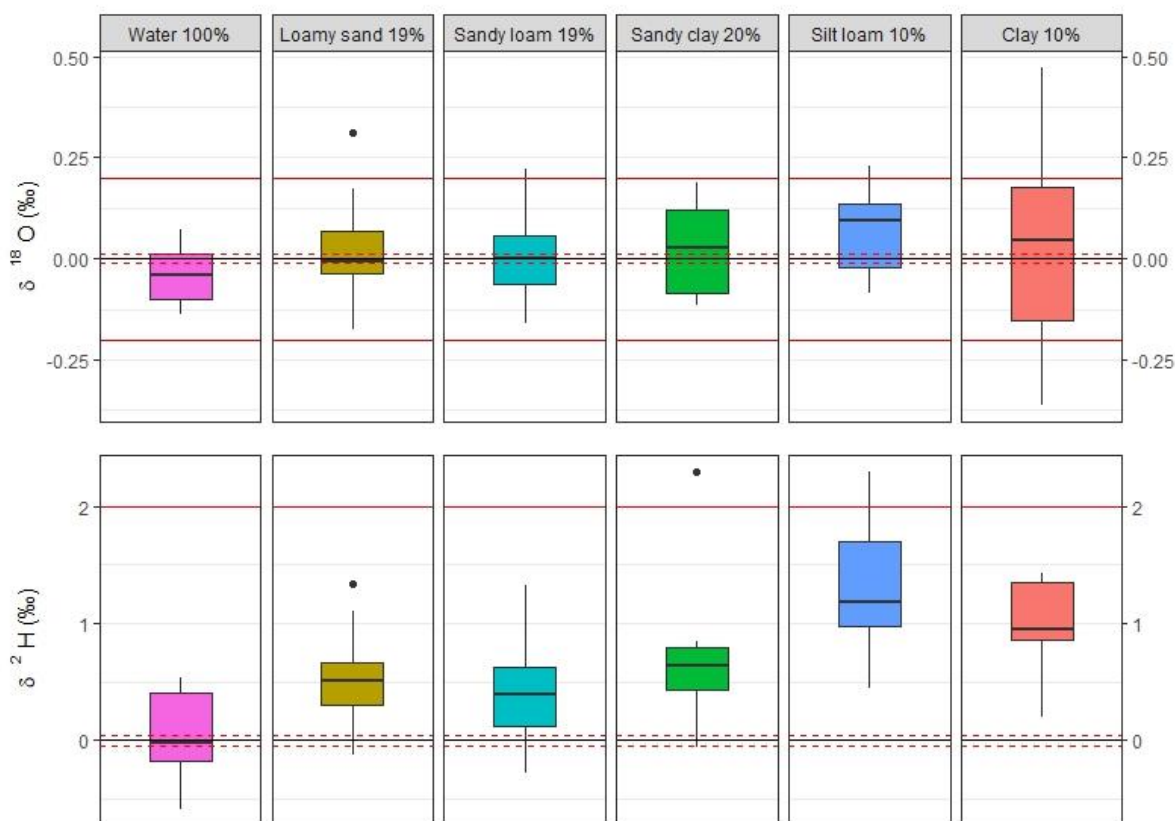 Water 100% Loamy sand 19% Sandy loam 19% Sandy clay 20% Silt loam 10% Clay 10%
δ 18 O (‰)
0.50 0.50
0.25 0.25
0.00 0.00
-0.25 -0.25
δ 2 H (‰)
2 2
1 1
0 0